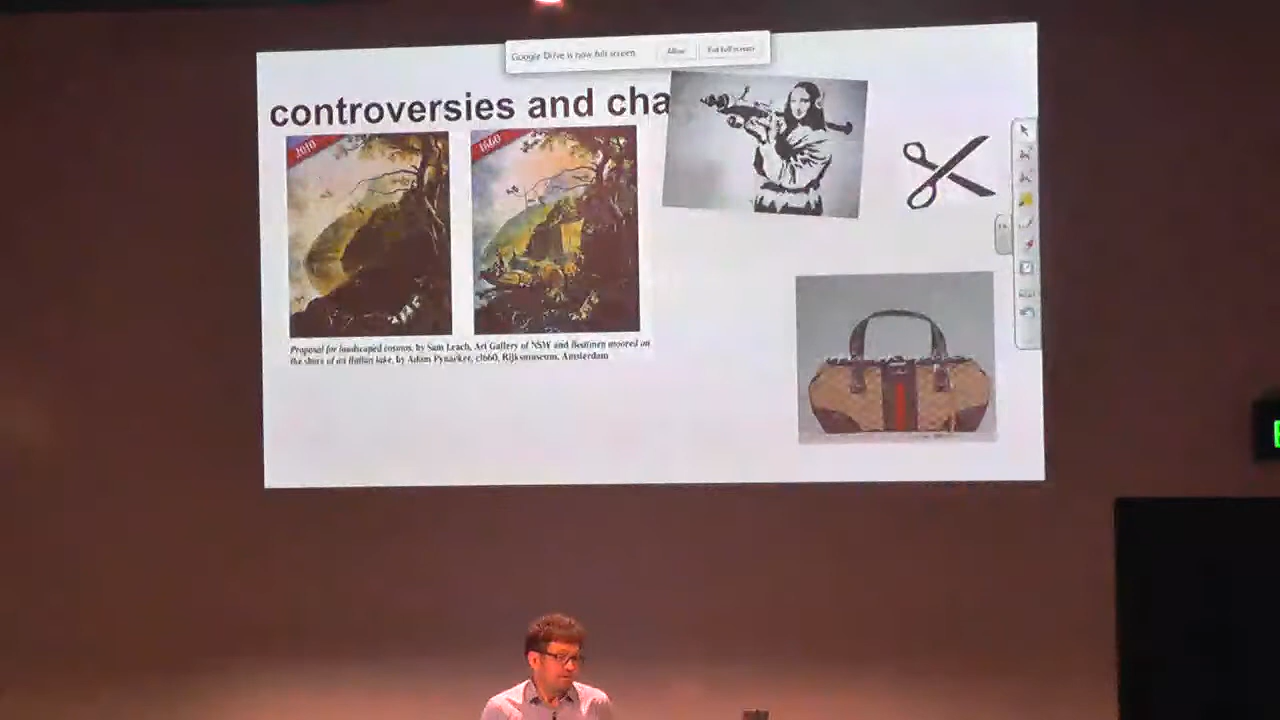 Google Drive is now full screen
Allow
Exit full screen
controversies and cha
2010
1660
Proposal for landscaped cosmos, by Sam Leach, Art Gallery of NSW and Boatmen moored on
the shore of an Italian lake, by Adam Pynacker, c1660, Rijksmuseum, Amsterdam